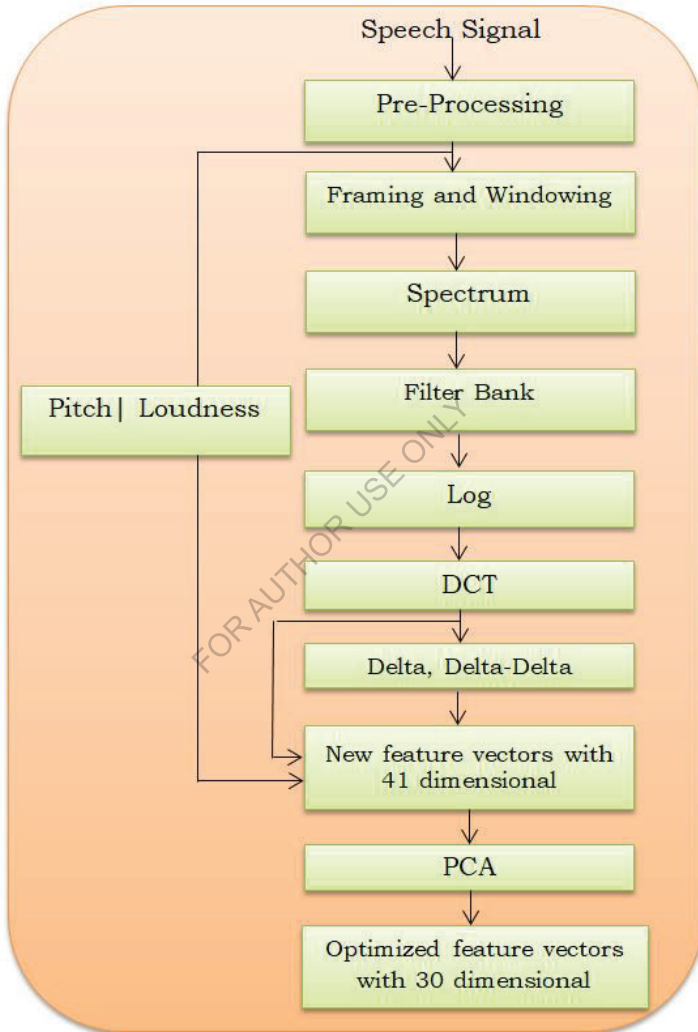 Speech Signal
Pre-Processing
Framing and Windowing
Spectrum
Filter Bank
Pitch| Loudness
Log
DCT
Delta, Delta-Delta
New feature vectors with
41 dimensional
PCA
Optimized feature vectors
with 30 dimensional
FOR AUTHOR USE ONLY